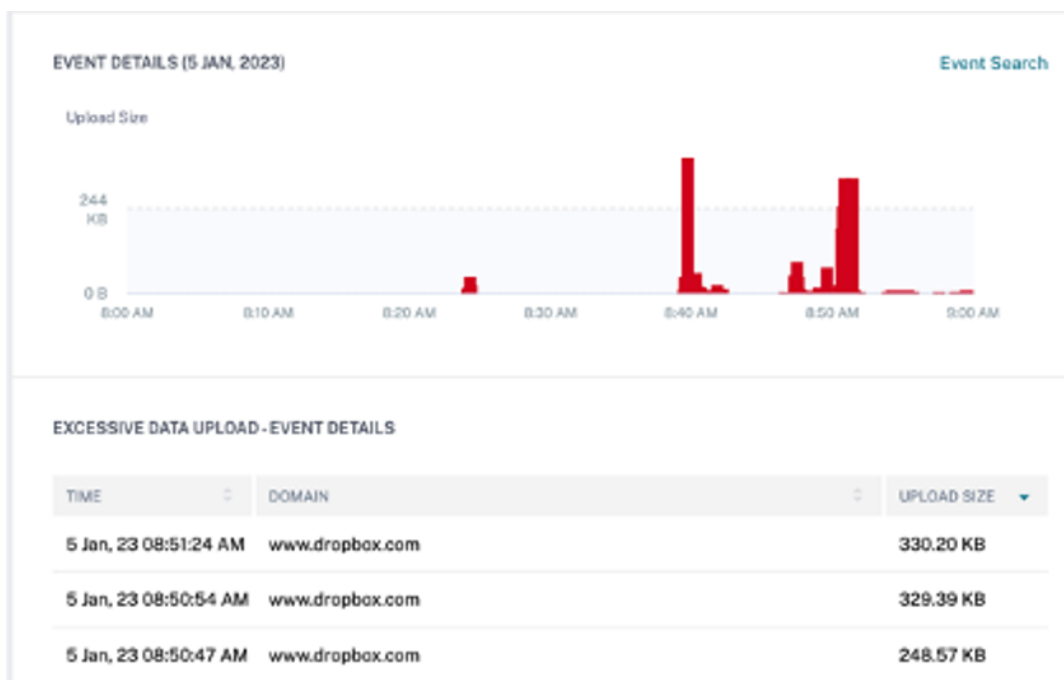 EVENT DETAILS (5 JAN, 2023)
Event Search
Upload Size
244
KB
0 B
8:00 AM 8:10 AM 8:20 AM 8:30 AM 8:40 AM 8:50 AM 9:00 AM
EXCESSIVE DATA UPLOAD - EVENT DETAILS
TIME DOMAIN UPLOAD SIZE
5 Jan, 23 08:51:24 AM www.dropbox.com 330.20 KB
5 Jan, 23 08:50:54 AM www.dropbox.com 329.39 KB
5 Jan, 23 08:50:47 AM www.dropbox.com 248.57 KB